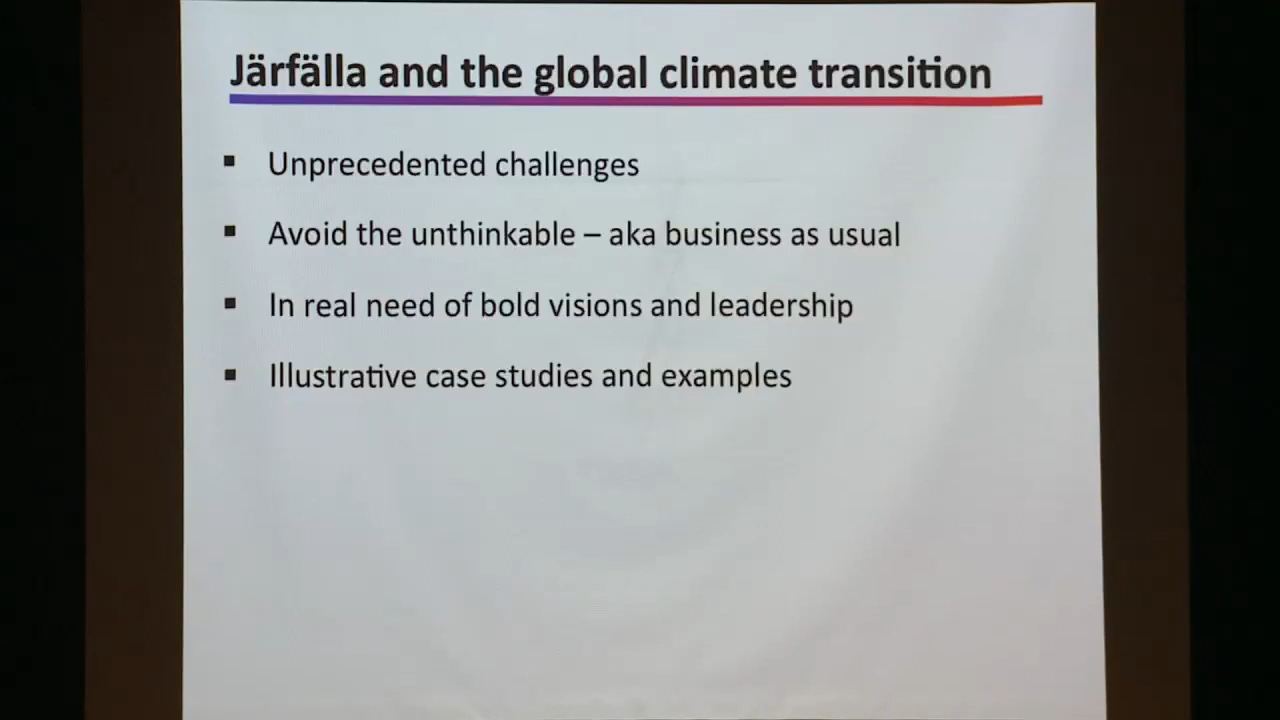 Järfälla and the global climate transition
▪ Unprecedented challenges
▪ Avoid the unthinkable – aka business as usual
▪ In real need of bold visions and leadership
▪ Illustrative case studies and examples